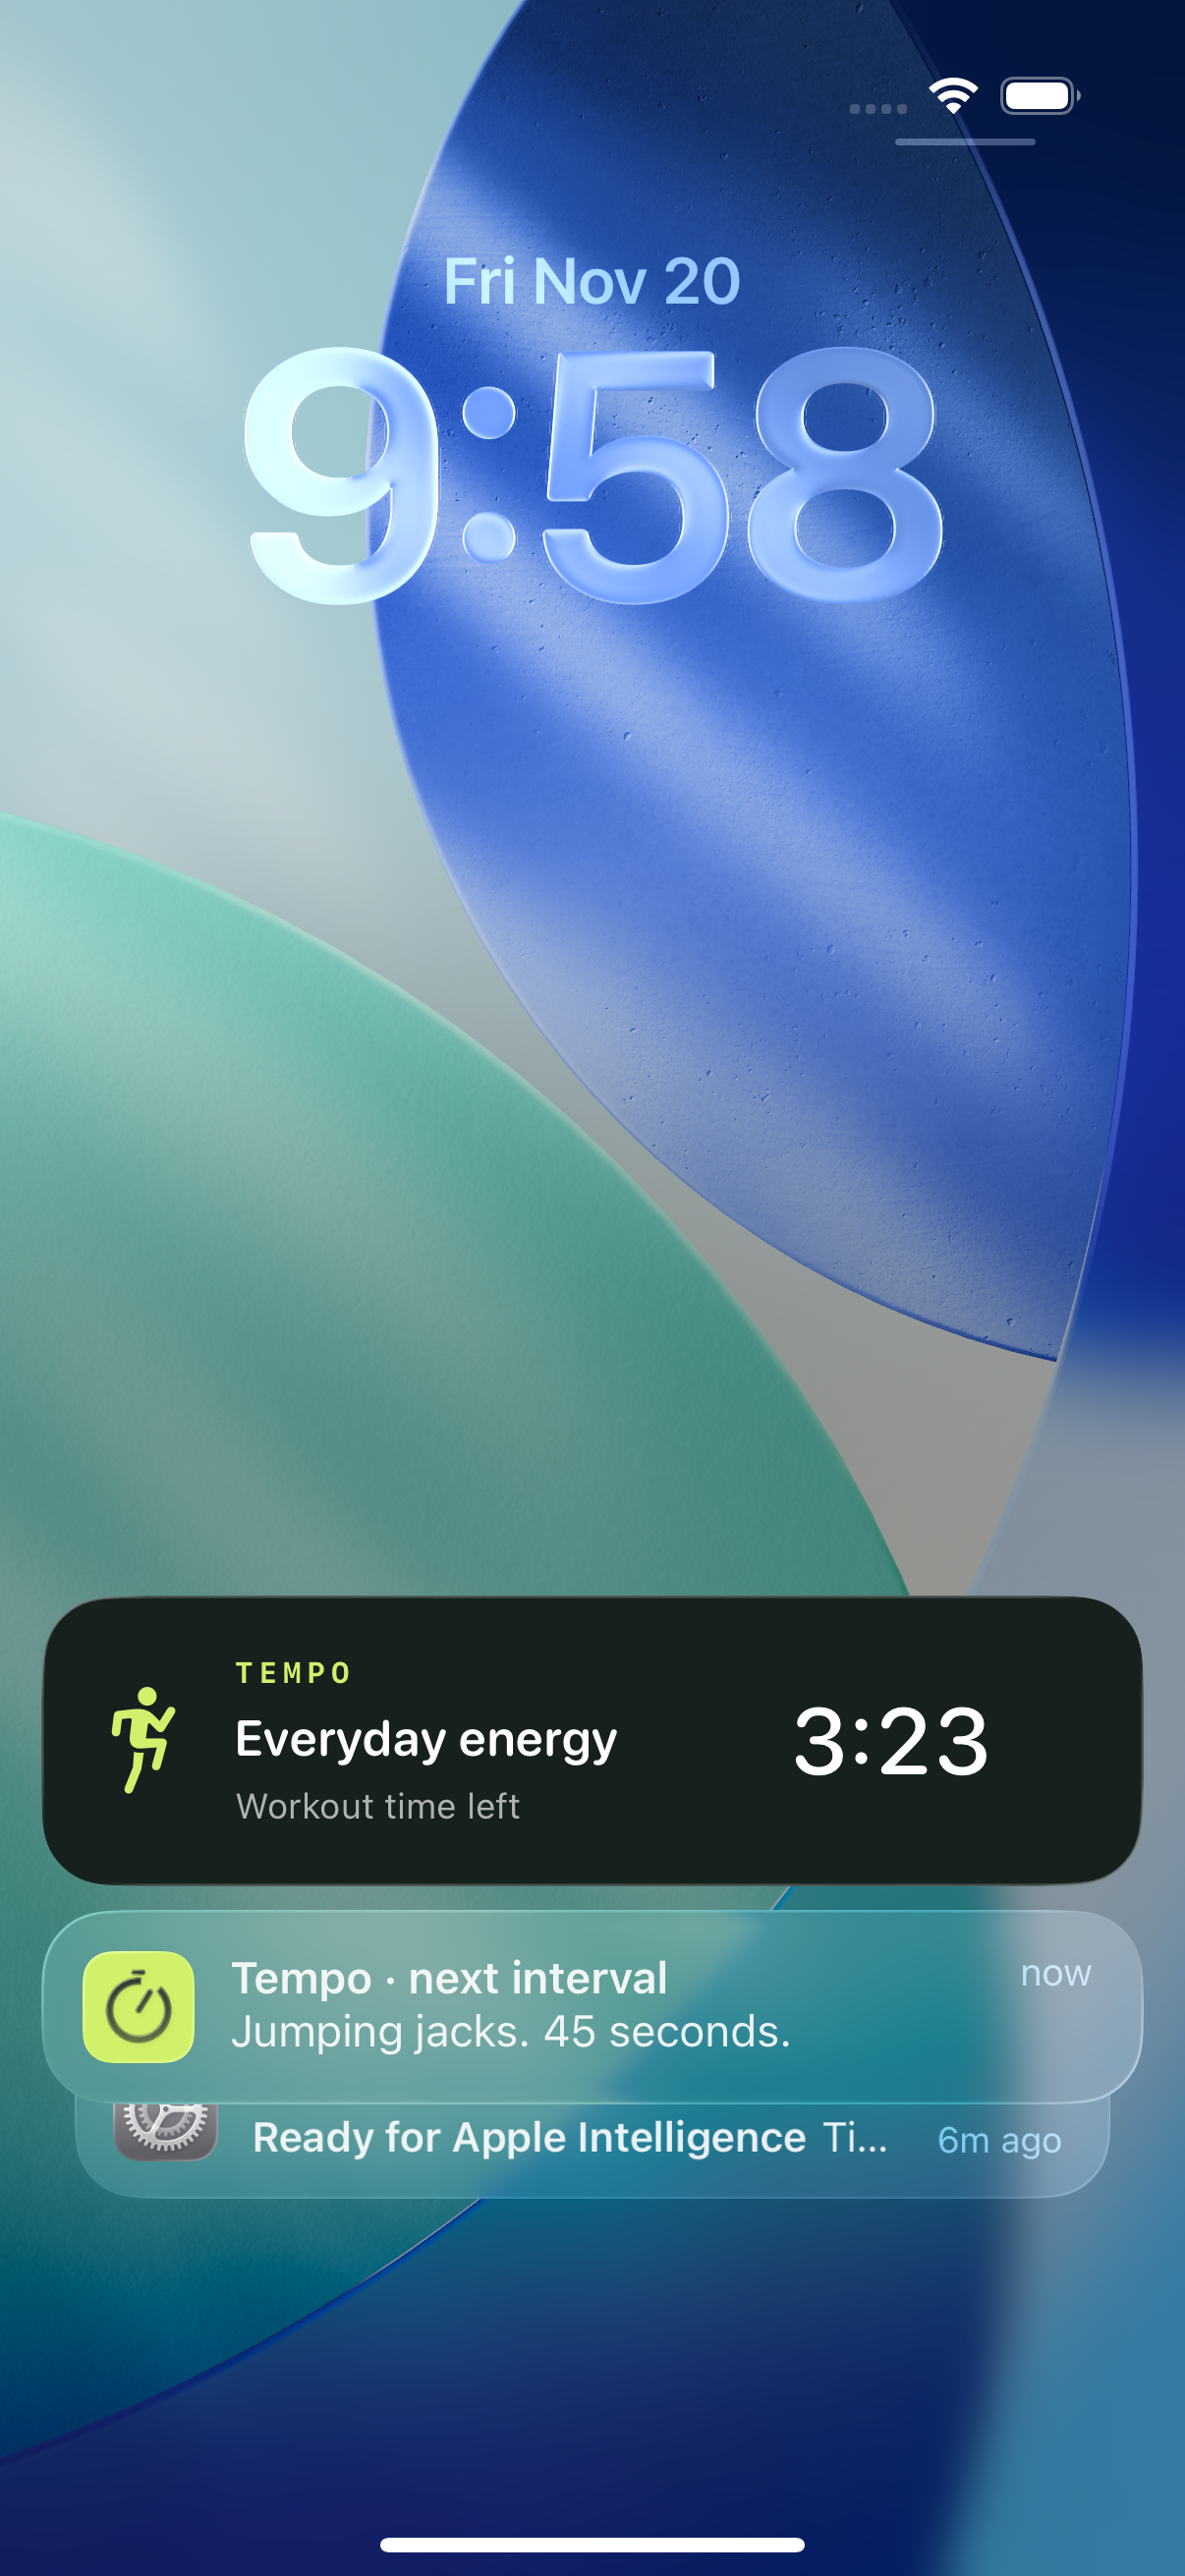 Fri Nov 20
9:58
TEMPO
Everyday energy
Workout time left
3:23
Tempo · next interval
now
Jumping jacks. 45 seconds.
Ready for Apple Intelligence Ti... 6m ago